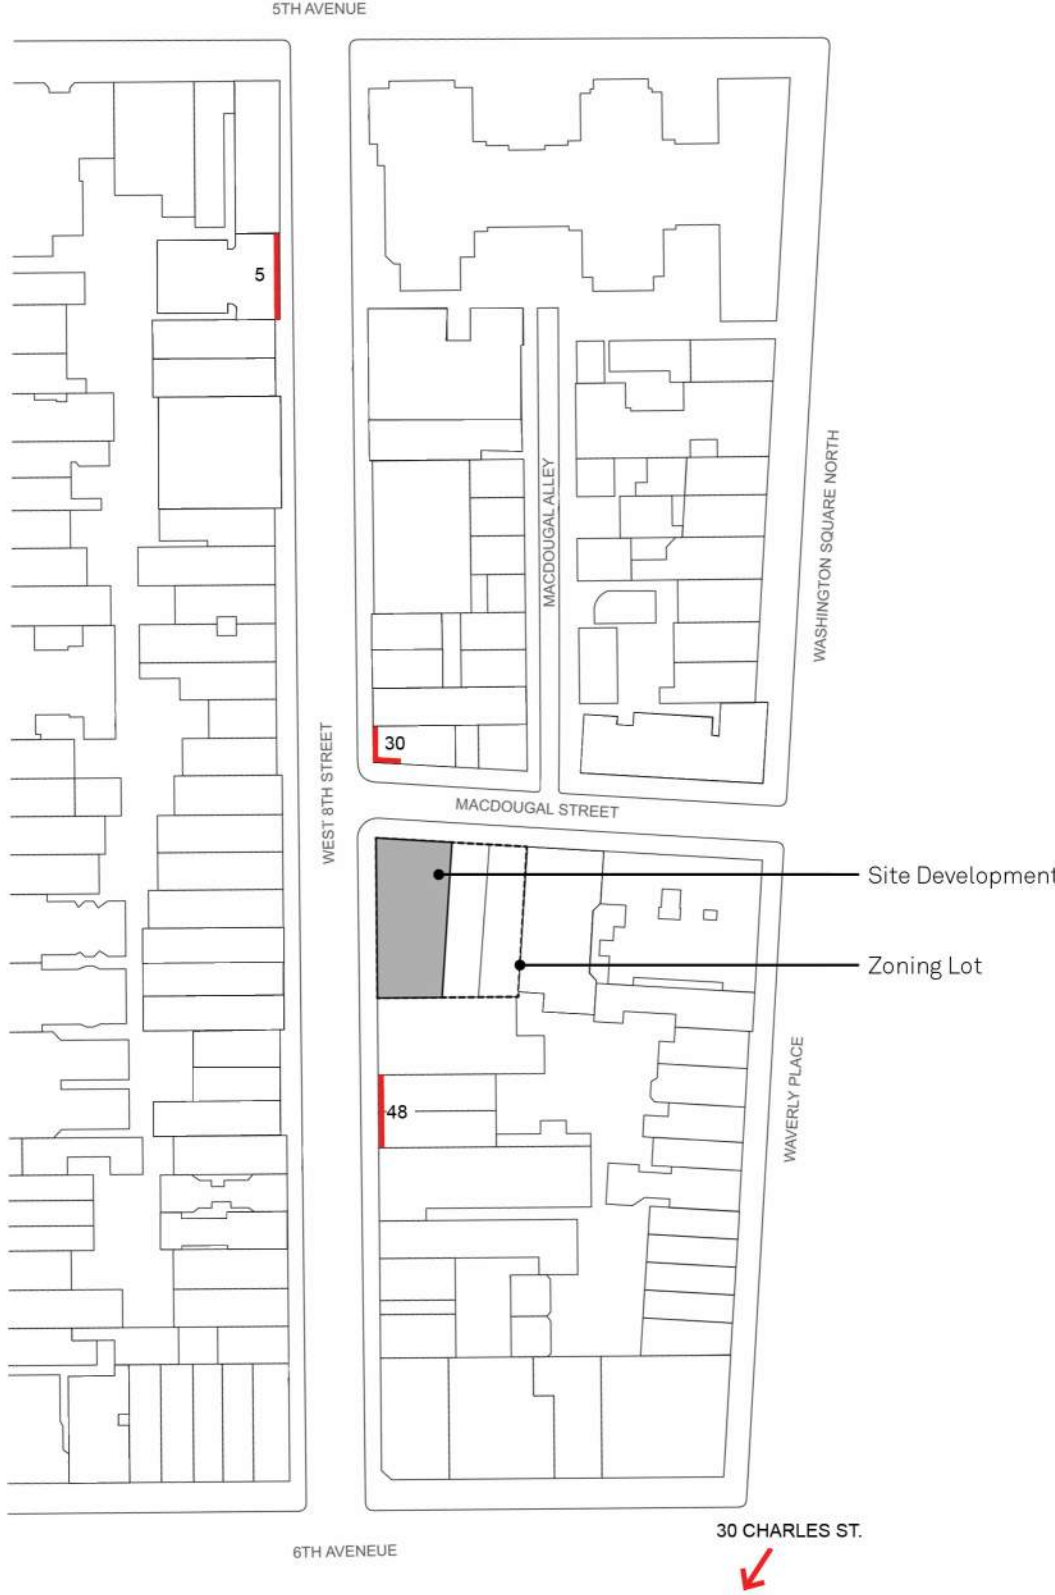 5TH AVENUE
5
MACDOUGAL ALLEY
WASHINGTON SQUARE NORTH
30
WEST 8TH STREET
MACDOUGAL STREET
Site Development
Zoning Lot
48
WAVERLY PLACE
30 CHARLES ST.
6TH AVENEUE